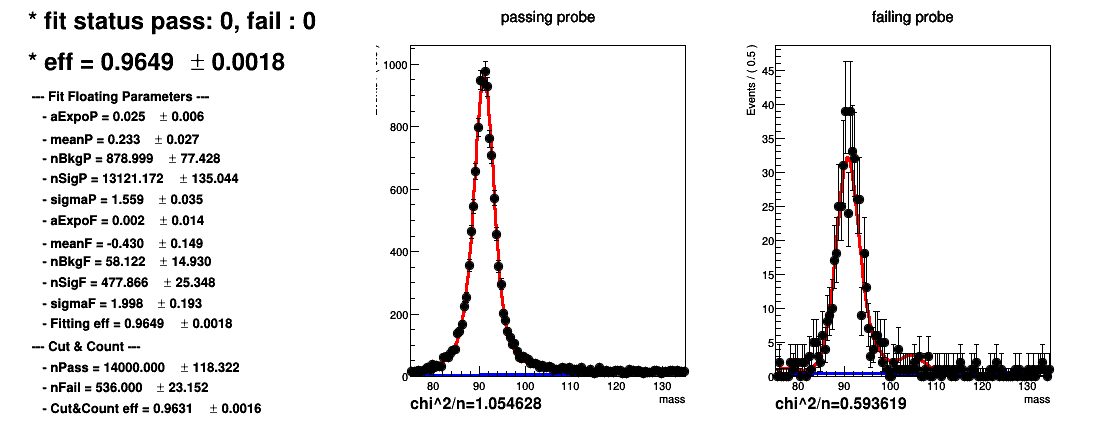 * fit status pass: 0, fail : 0
* eff = 0.9649 ± 0.0018
--- Fit Floating Parameters ---
- aExpoP = 0.025 ± 0.006
- meanP = 0.233 ± 0.027
- nBkgP = 878.999 ± 77.428
- nSigP = 13121.172 ± 135.044
- sigmaP = 1.559 ± 0.035
- aExpoF = 0.002 ± 0.014
- meanF = -0.430 ± 0.149
- nBkgF = 58.122 ± 14.930
- nSigF = 477.866 ± 25.348
- sigmaF = 1.998 ± 0.193
- Fitting eff = 0.9649 ± 0.0018
--- Cut & Count ---
- nPass = 14000.000 ± 118.322
- nFail = 536.000 ± 23.152
- Cut&Count eff = 0.9631 ± 0.0016
passing probe
1000
800
600
400
200
0
80 90 100 110 120 130
mass
chi^2/n=1.054628
failing probe
Events / ( 0.5 )
45
40
35
30
25
20
15
10
5
0
80 90 100 110 120 130
mass
chi^2/n=0.593619